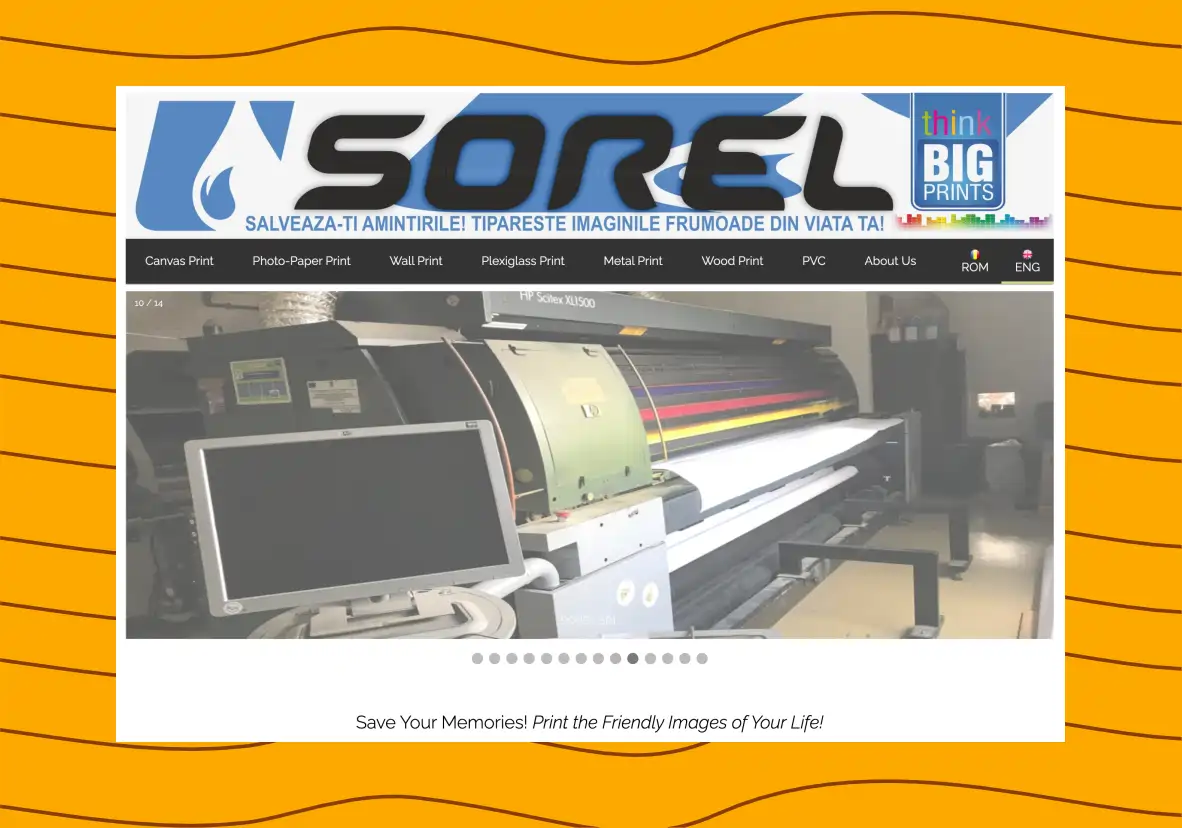 SOREL
think
BIG
PRINTS
SALVEAZA-TI AMINTIRILE! TIPARESTE IMAGINILE FRUMOADE DIN VIATA TA!
Canvas Print
Photo-Paper Print
Wall Print
Plexiglass Print
Metal Print
Wood Print
PVC
About Us
ROM
ENG
10 / 14
HP Scitex XL1500
Save Your Memories! Print the Friendly Images of Your Life!